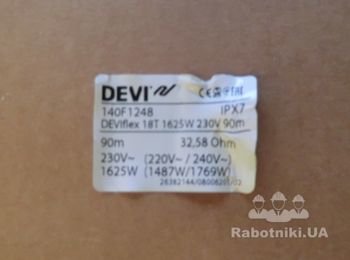 DEVI
140F1248 IPX7
DEVIflex 18T 1625W 230V 90m
90m 32,58 Ohm
230V~ (220V~ / 240V~)
1625W (1487W/1769W)
Rabotniki.UA